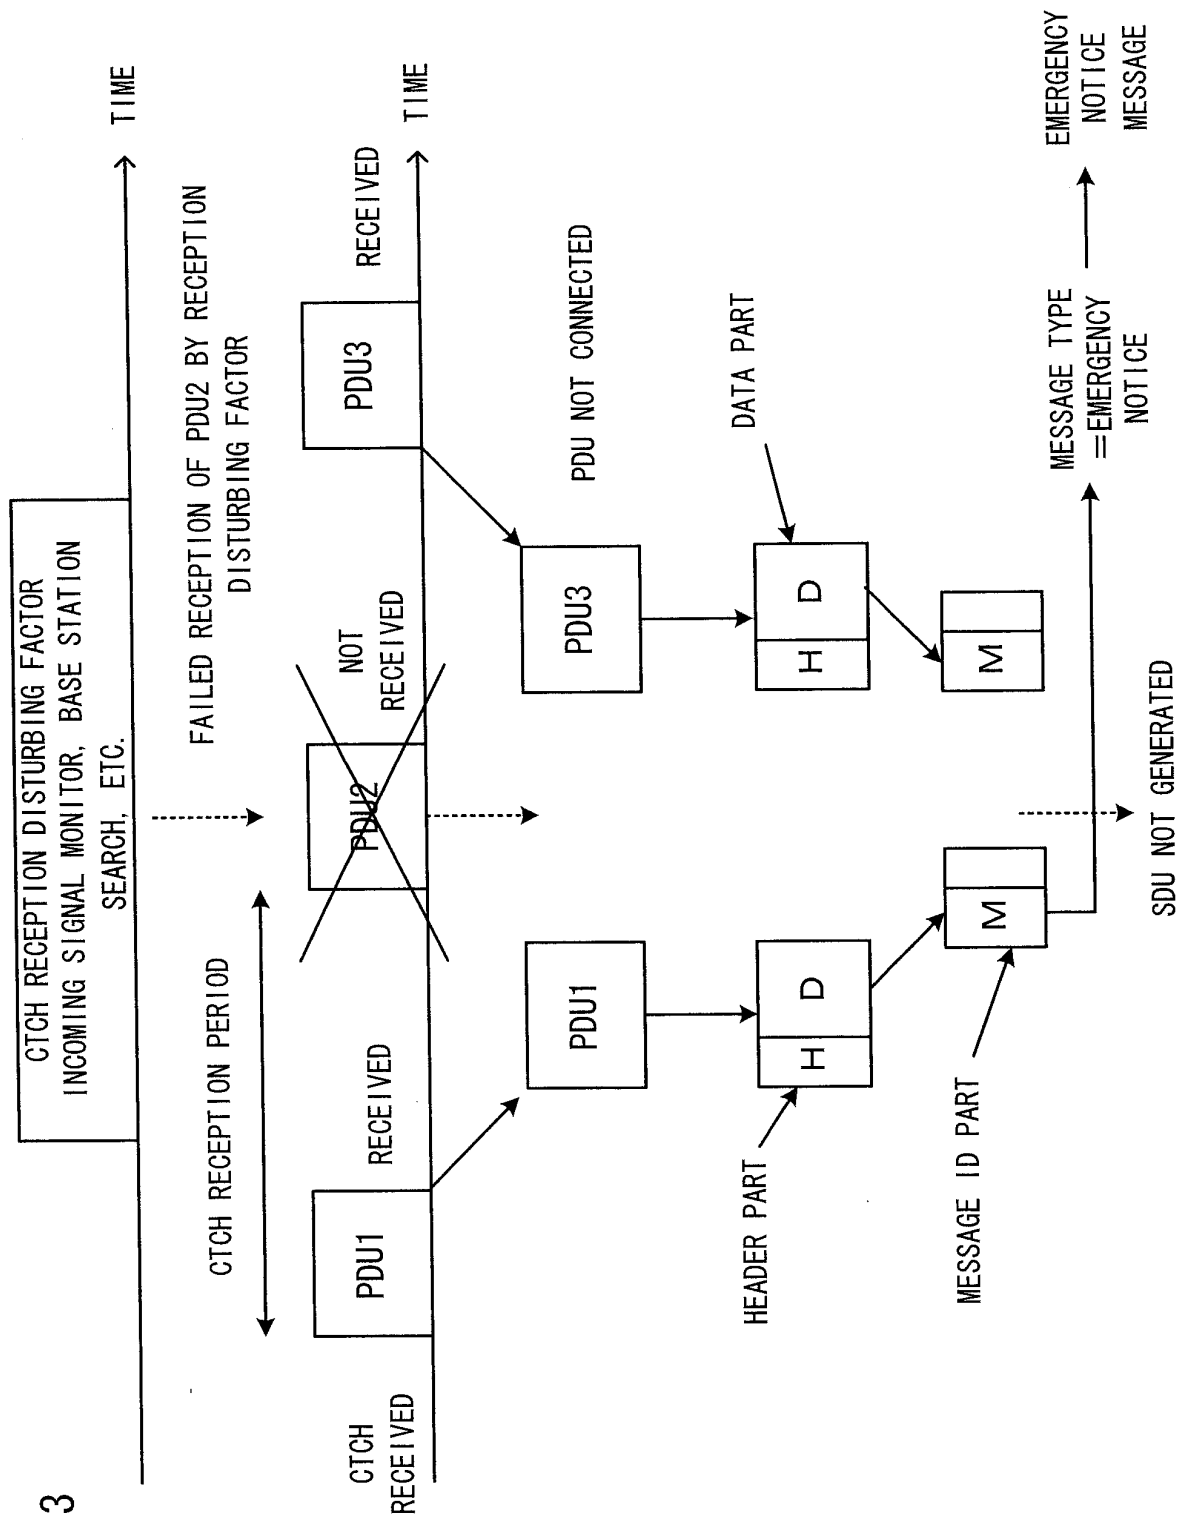 3
CTCH RECEPTION DISTURBING FACTOR
INCOMING SIGNAL MONITOR, BASE STATION
SEARCH, ETC.
TIME
FAILED RECEPTION OF PDU2 BY RECEPTION
DISTURBING FACTOR
CTCH RECEPTION PERIOD
CTCH
RECEIVED
PDU1
RECEIVED
PDU2
NOT
RECEIVED
PDU3
RECEIVED
TIME
PDU1
PDU3
PDU NOT CONNECTED
HEADER PART
H
D
H
D
DATA PART
MESSAGE ID PART
M
M
MESSAGE TYPE
=EMERGENCY
NOTICE
EMERGENCY
NOTICE
MESSAGE
SDU NOT GENERATED